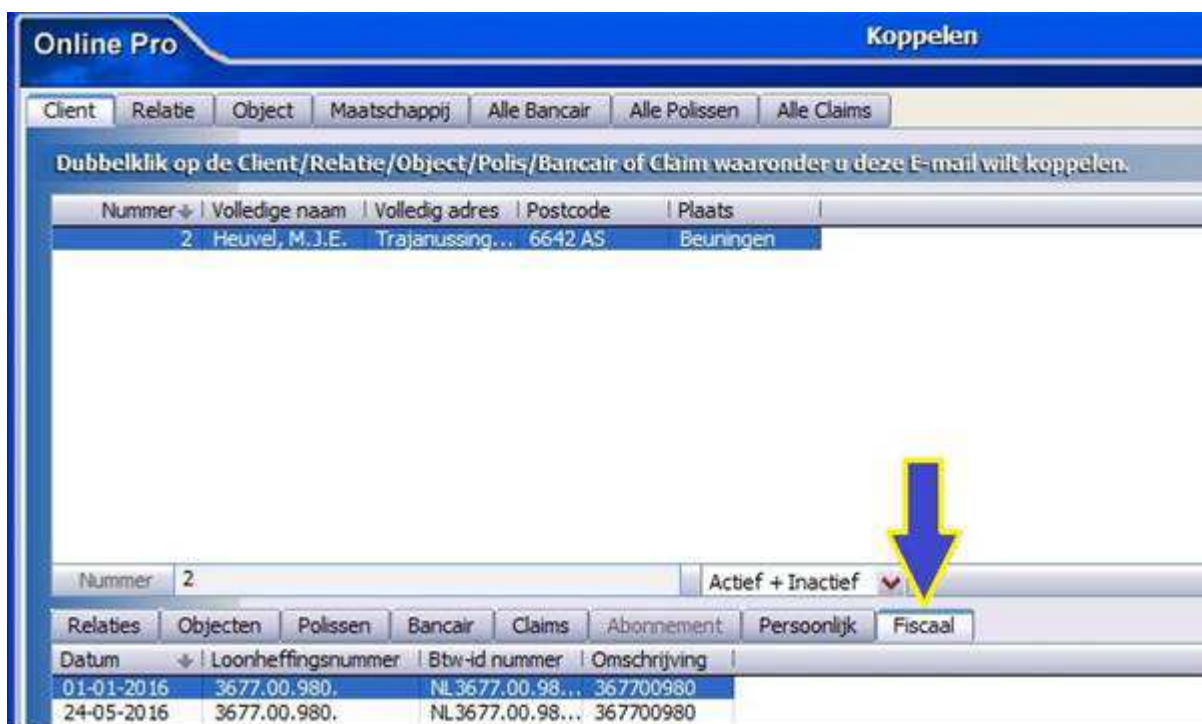 Online Pro Koppelen
Client Relatie Object Maatschappij Alle Bancair Alle Polissen Alle Claims
Dubbelklik op de Client/Relatie/Object/Polis/Bancair of Claim waaronder u deze E-mail wilt koppelen.
Nummer Volledige naam Volledig adres Postcode Plaats
2 Heuvel, M.J.E. Trajanussing... 6642 AS Beuningen
Nummer 2 Actief + Inactief
Relaties Objecten Polissen Bancair Claims Abonnement Persoonlijk Fiscaal
Datum Loonheffingsnummer Btw-id nummer Omschrijving
01-01-2016 3677.00.980. NL3677.00.98... 367700980
24-05-2016 3677.00.980. NL3677.00.98... 367700980